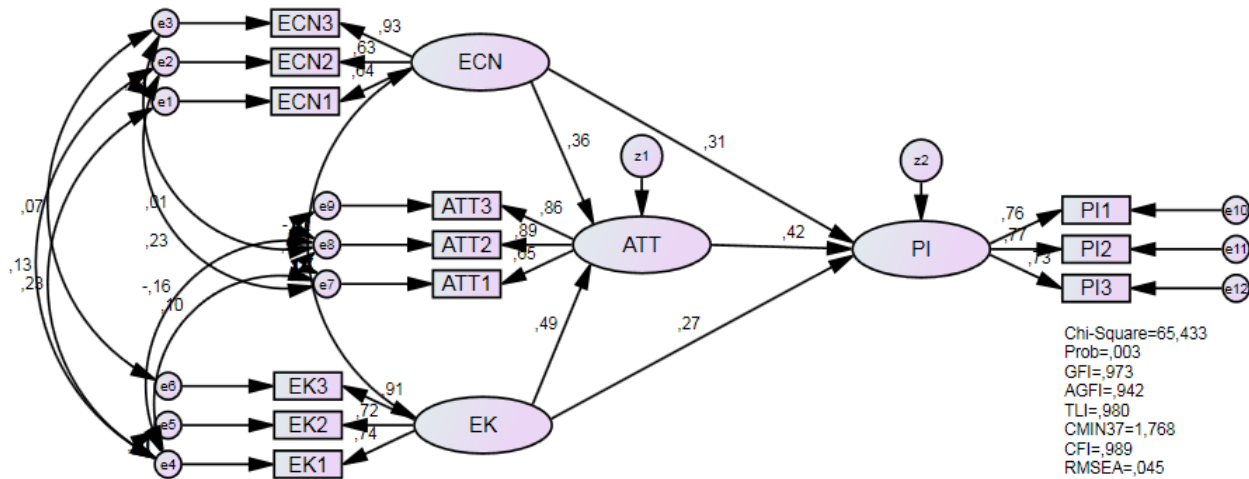 e3 ECN3 ,93
e2 ECN2 ,63
e1 ECN1 ,64
ECN
,36
,31
z1
z2
,07
,01
,23
e9 ATT3 ,86
e8 ATT2 ,89
e7 ATT1 ,65
ATT
,42
PI
,76 PI1 e10
,77 PI2 e11
,73 PI3 e12
,13
-,16
,10
,49
,27
e6 EK3 ,91
e5 EK2 ,72
e4 EK1 ,74
EK
Chi-Square=65,433
Prob=,003
GFI=,973
AGFI=,942
TLI=,980
CMIN37=1,768
CFI=,989
RMSEA=,045